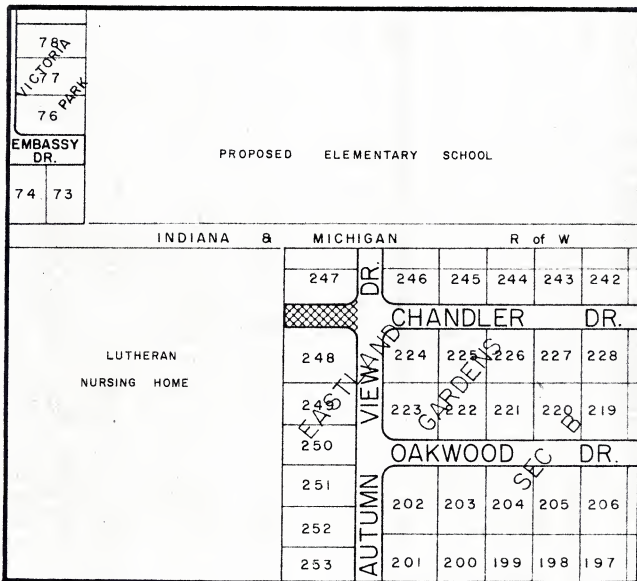 78
77
VICTORIA PARK
76
EMBASSY
DR.
74 73
PROPOSED ELEMENTARY SCHOOL
INDIANA & MICHIGAN R of W
247 246 245 244 243 242
CHANDLER DR.
LUTHERAN
NURSING HOME
248 224 225 226 227 228
249 223 222 221 220 219
250
OAKWOOD DR.
251 202 203 204 205 206
252
253 201 200 199 198 197
AUTUMN VIEW DR.
EASTLAND GARDENS SEC B